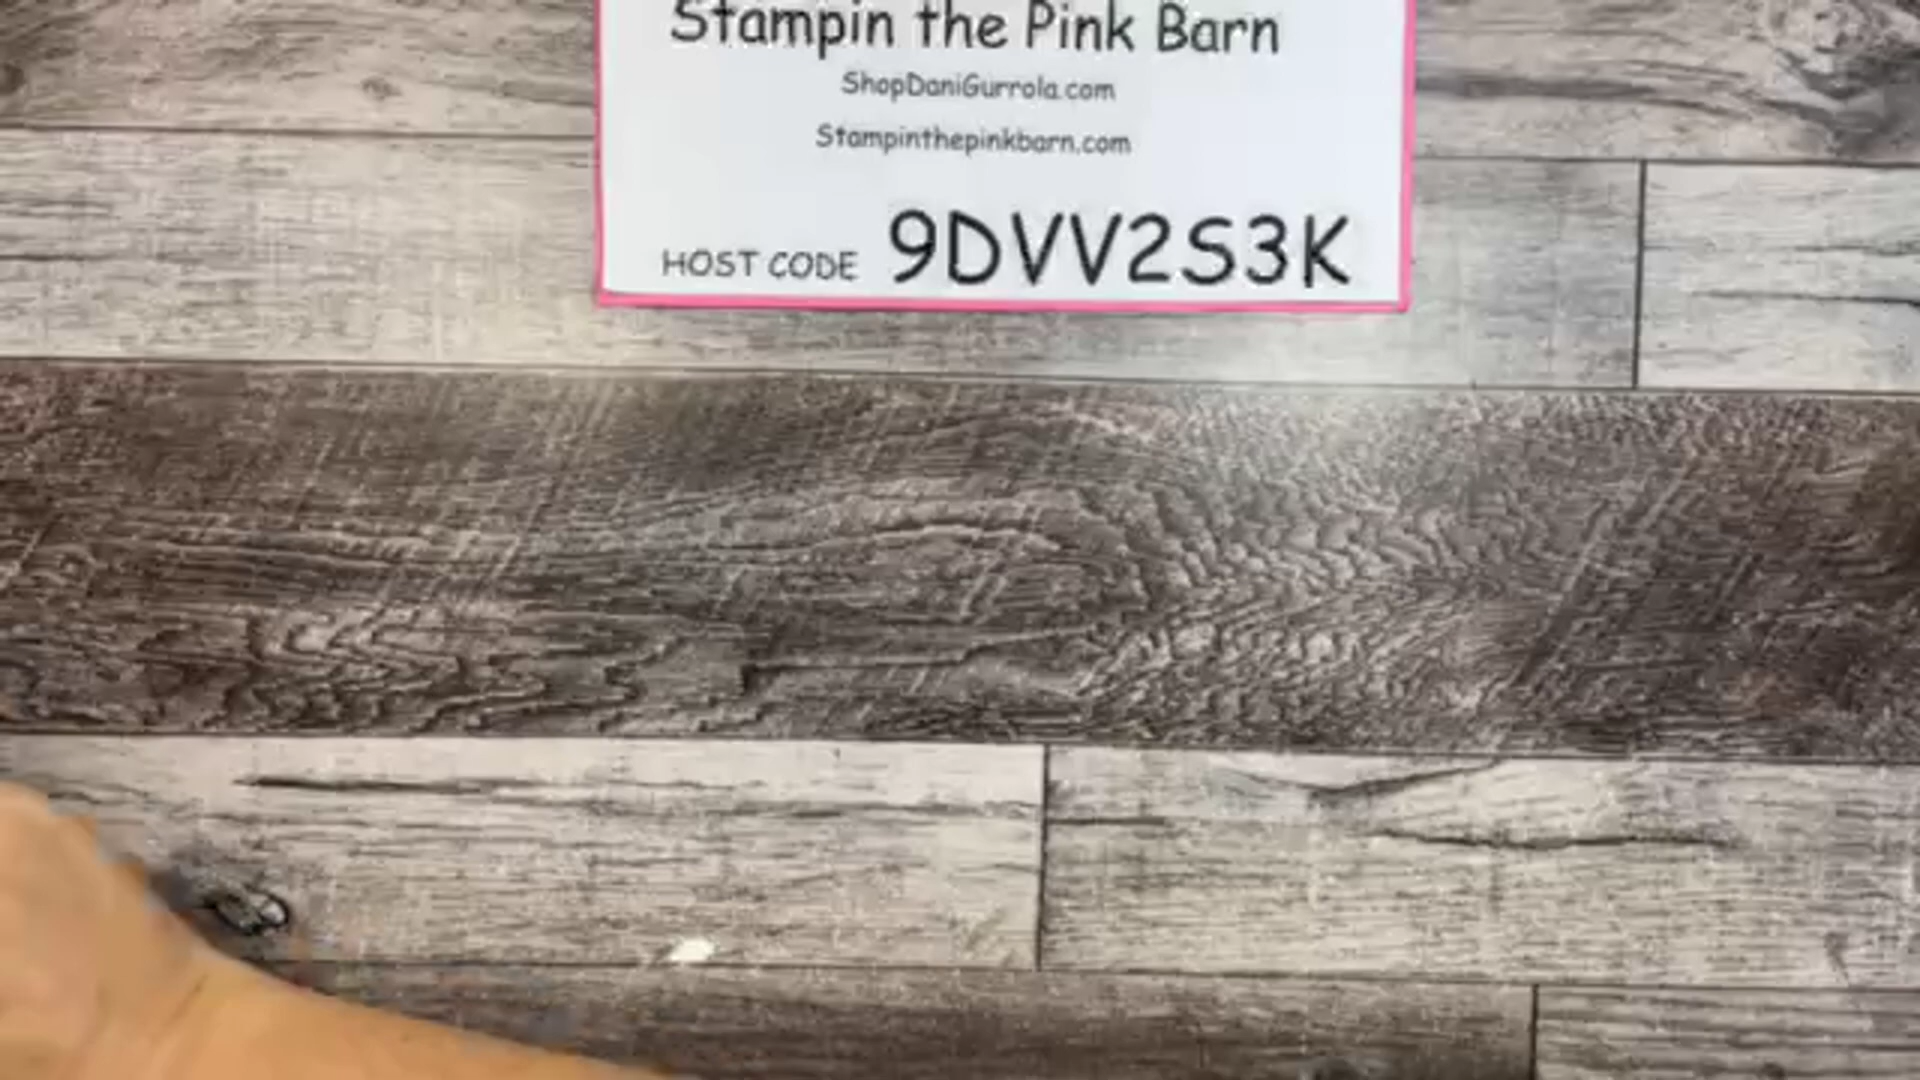 Stampin the Pink Barn
ShopDaniGurrola.com
Stampinthepinkbarn.com
HOST CODE 9DVV2S3K